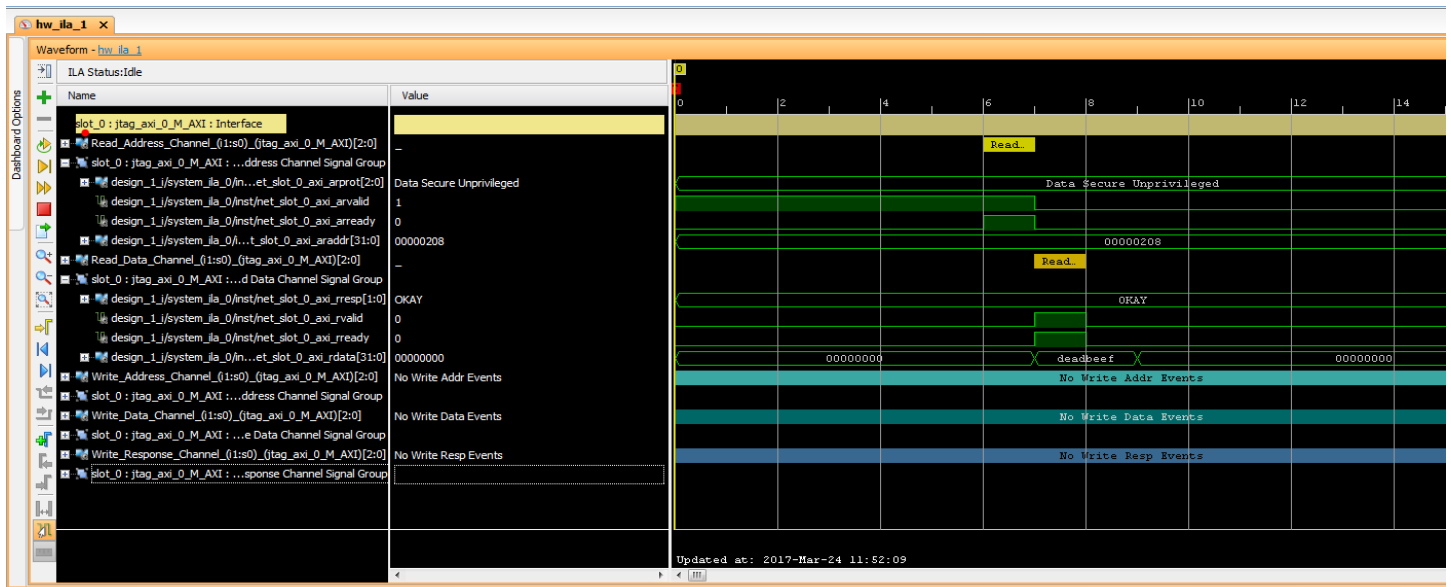 hw_ila_1
Dashboard Options
Waveform - hw_ila_1
ILA Status:Idle
Name Value
0
0 2 4 6 8 10 12 14
slot_0 : jtag_axi_0_M_AXI : Interface
Read_Address_Channel_(i1:s0)_(jtag_axi_0_M_AXI)[2:0] _ Read..
slot_0 : jtag_axi_0_M_AXI : ...ddress Channel Signal Group
design_1_i/system_ila_0/in...et_slot_0_axi_arprot[2:0] Data Secure Unprivileged Data Secure Unprivileged
design_1_i/system_ila_0/inst/net_slot_0_axi_arvalid 1
design_1_i/system_ila_0/inst/net_slot_0_axi_arready 0
design_1_i/system_ila_0/i...t_slot_0_axi_araddr[31:0] 00000208 00000208
Read_Data_Channel_(i1:s0)_(jtag_axi_0_M_AXI)[2:0] _ Read..
slot_0 : jtag_axi_0_M_AXI :...d Data Channel Signal Group
design_1_i/system_ila_0/inst/net_slot_0_axi_rresp[1:0] OKAY OKAY
design_1_i/system_ila_0/inst/net_slot_0_axi_rvalid 0
design_1_i/system_ila_0/inst/net_slot_0_axi_rready 0
design_1_i/system_ila_0/in...et_slot_0_axi_rdata[31:0] 00000000 00000000 deadbeef 00000000
Write_Address_Channel_(i1:s0)_(jtag_axi_0_M_AXI)[2:0] No Write Addr Events No Write Addr Events
slot_0 : jtag_axi_0_M_AXI :...ddress Channel Signal Group
Write_Data_Channel_(i1:s0)_(jtag_axi_0_M_AXI)[2:0] No Write Data Events No Write Data Events
slot_0 : jtag_axi_0_M_AXI : ...e Data Channel Signal Group
Write_Response_Channel_(i1:s0)_(jtag_axi_0_M_AXI)[2:0] No Write Resp Events No Write Resp Events
slot_0 : jtag_axi_0_M_AXI : ...sponse Channel Signal Group
Updated at: 2017-Mar-24 11:52:09